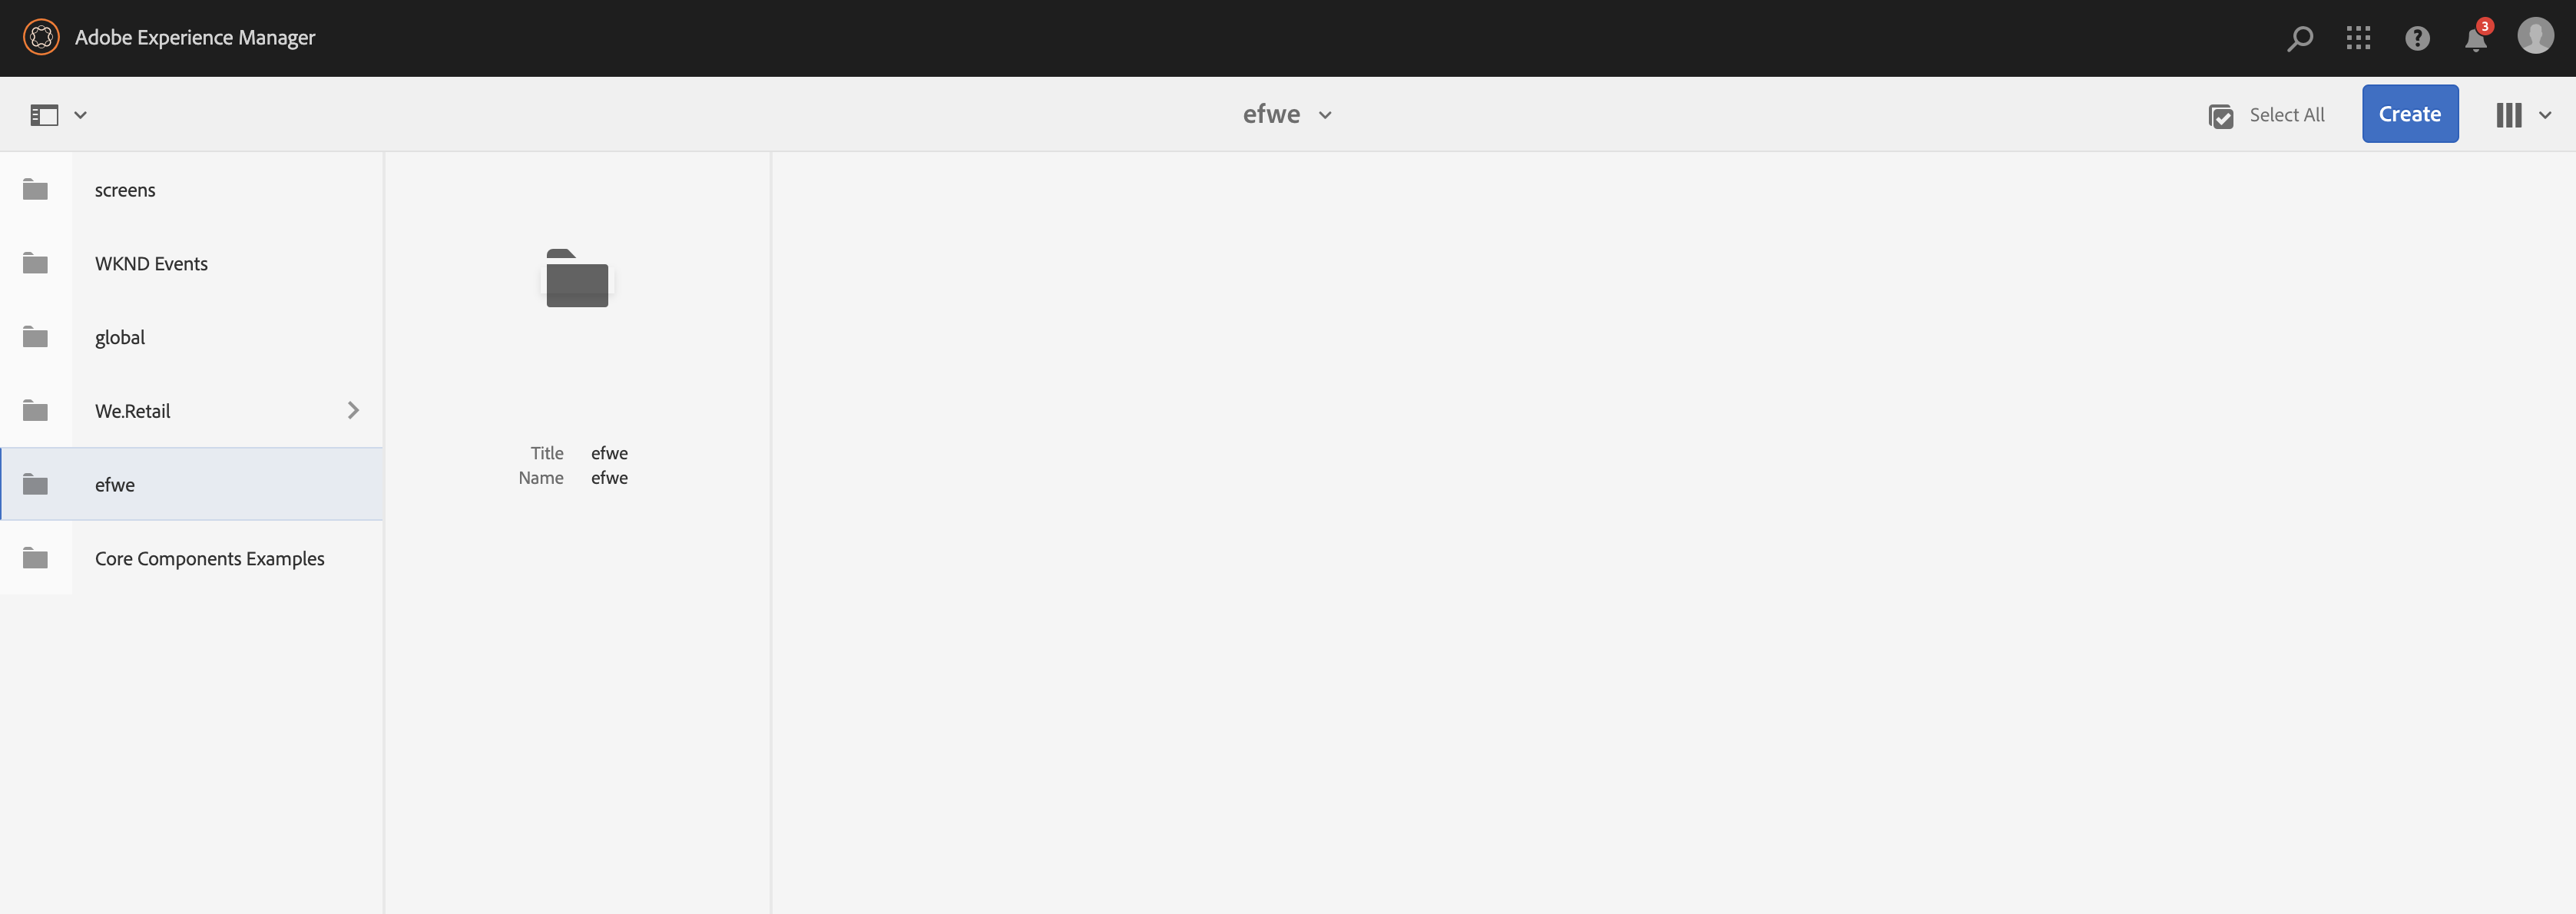 Adobe Experience Manager
3
efwe
Select All
Create
screens
WKND Events
global
We.Retail
efwe
Core Components Examples
Title efwe
Name efwe